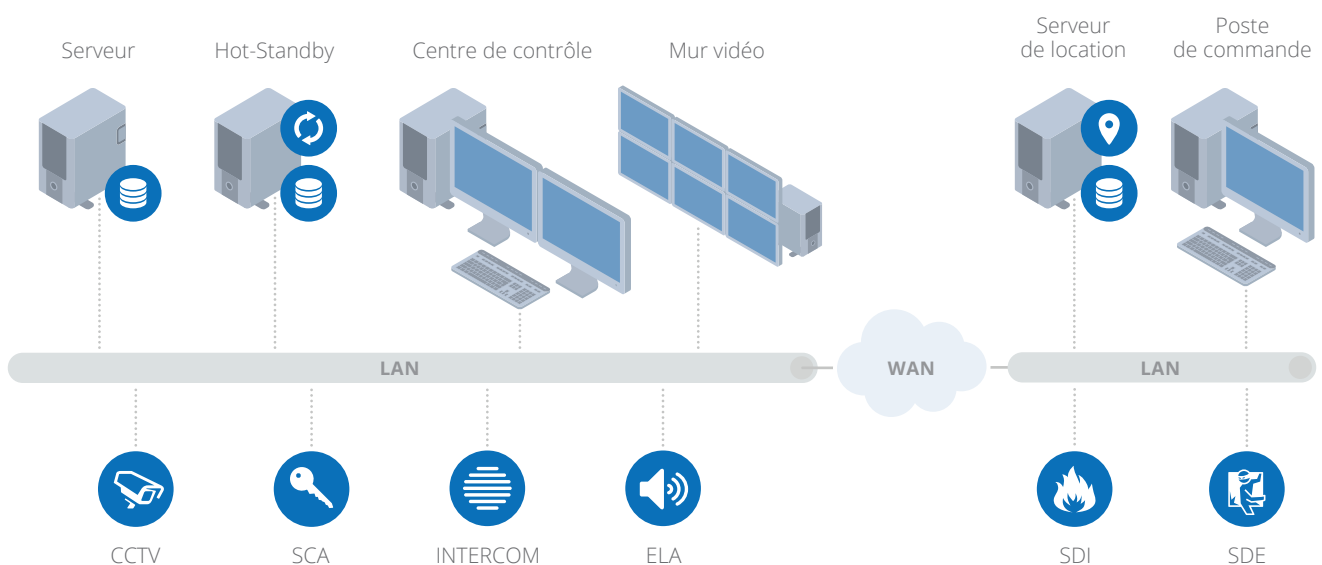 Serveur
Hot-Standby
Centre de contrôle
Mur vidéo
Serveur
de location
Poste
de commande
LAN
WAN
LAN
CCTV
SCA
INTERCOM
ELA
SDI
SDE